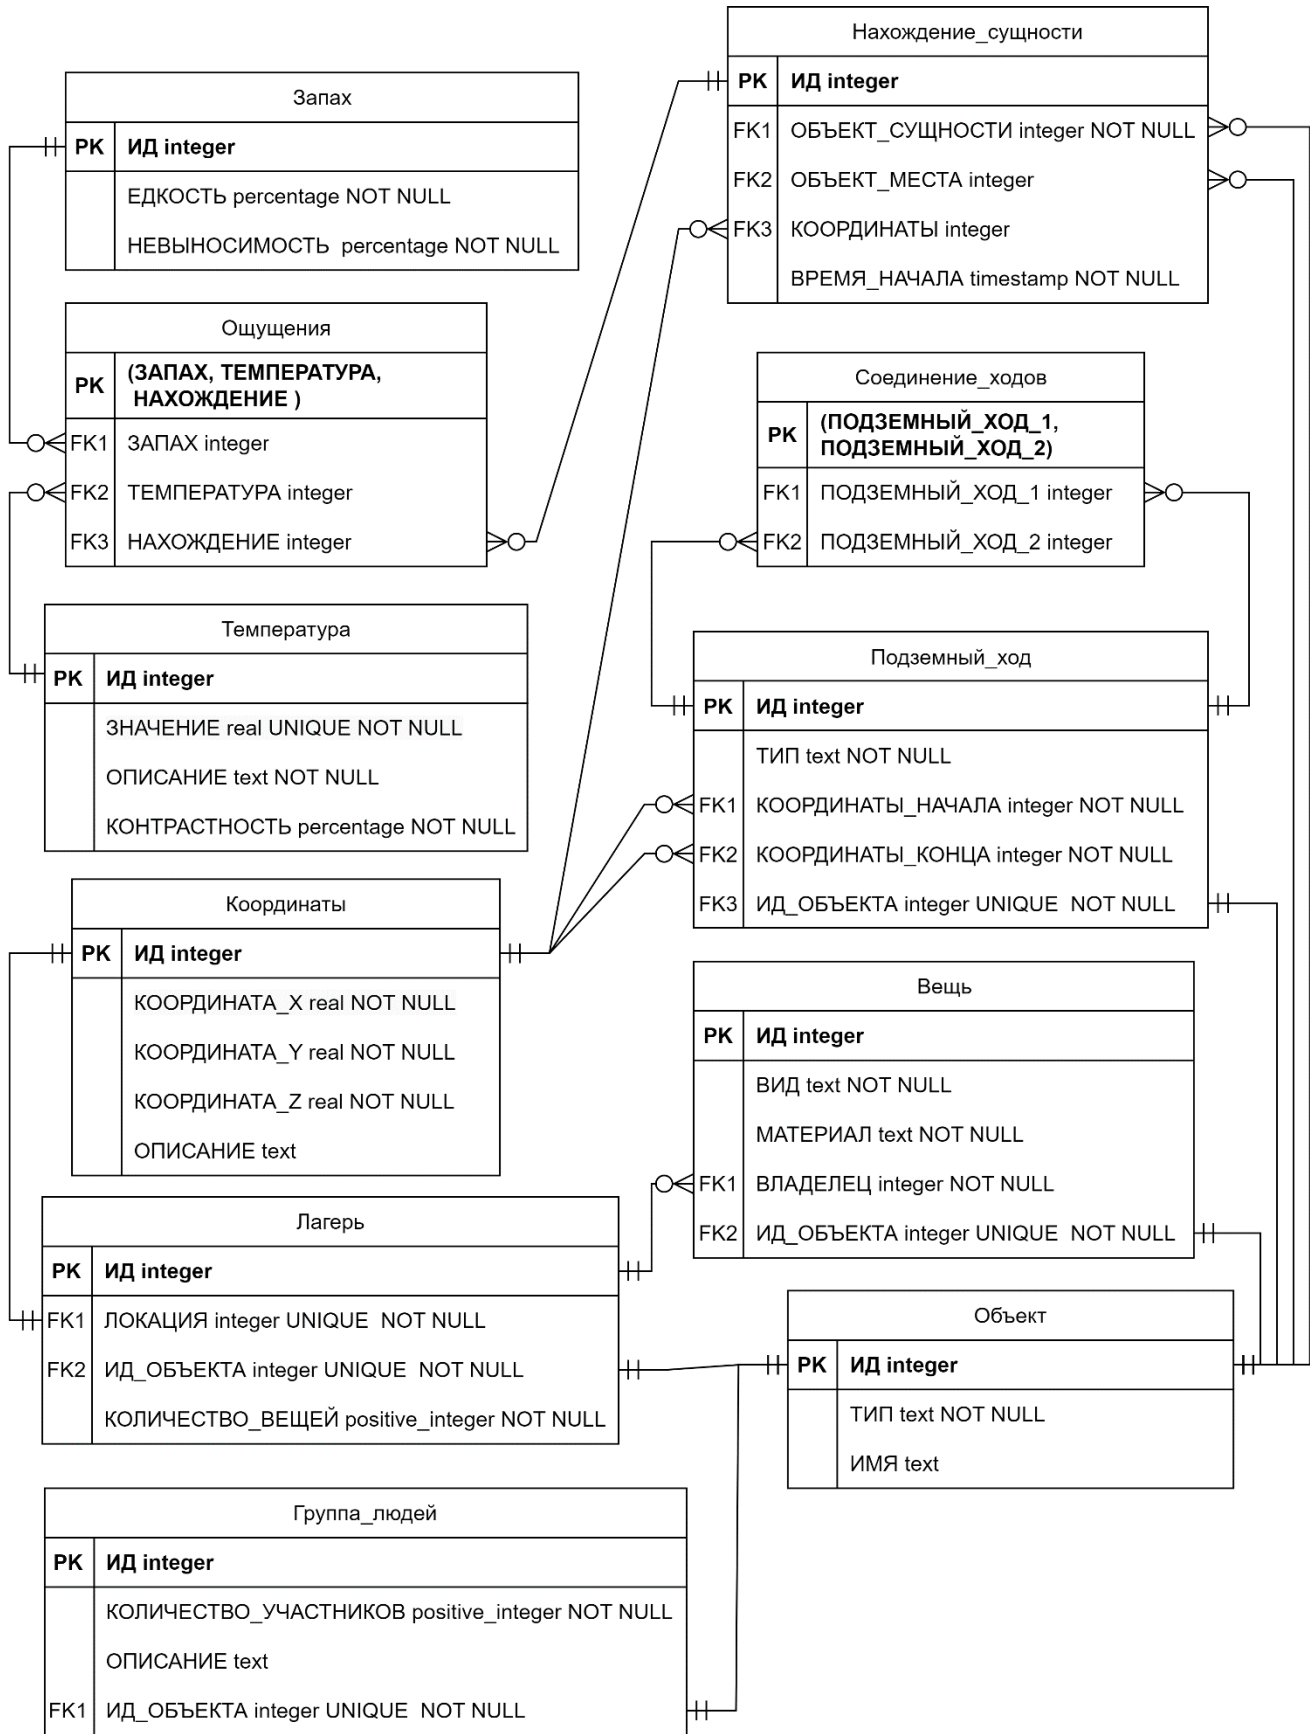 Запах
PK ИД integer
ЕДКОСТЬ percentage NOT NULL
НЕВЫНОСИМОСТЬ percentage NOT NULL
Ощущения
PK (ЗАПАХ, ТЕМПЕРАТУРА,
НАХОЖДЕНИЕ )
FK1 ЗАПАХ integer
FK2 ТЕМПЕРАТУРА integer
FK3 НАХОЖДЕНИЕ integer
Температура
PK ИД integer
ЗНАЧЕНИЕ real UNIQUE NOT NULL
ОПИСАНИЕ text NOT NULL
КОНТРАСТНОСТЬ percentage NOT NULL
Координаты
PK ИД integer
КООРДИНАТА_X real NOT NULL
КООРДИНАТА_Y real NOT NULL
КООРДИНАТА_Z real NOT NULL
ОПИСАНИЕ text
Лагерь
PK ИД integer
FK1 ЛОКАЦИЯ integer UNIQUE NOT NULL
FK2 ИД_ОБЪЕКТА integer UNIQUE NOT NULL
КОЛИЧЕСТВО_ВЕЩЕЙ positive_integer NOT NULL
Группа_людей
PK ИД integer
КОЛИЧЕСТВО_УЧАСТНИКОВ positive_integer NOT NULL
ОПИСАНИЕ text
FK1 ИД_ОБЪЕКТА integer UNIQUE NOT NULL
Нахождение_сущности
PK ИД integer
FK1 ОБЪЕКТ_СУЩНОСТИ integer NOT NULL
FK2 ОБЪЕКТ_МЕСТА integer
FK3 КООРДИНАТЫ integer
ВРЕМЯ_НАЧАЛА timestamp NOT NULL
Соединение_ходов
PK (ПОДЗЕМНЫЙ_ХОД_1,
ПОДЗЕМНЫЙ_ХОД_2)
FK1 ПОДЗЕМНЫЙ_ХОД_1 integer
FK2 ПОДЗЕМНЫЙ_ХОД_2 integer
Подземный_ход
PK ИД integer
ТИП text NOT NULL
FK1 КООРДИНАТЫ_НАЧАЛА integer NOT NULL
FK2 КООРДИНАТЫ_КОНЦА integer NOT NULL
FK3 ИД_ОБЪЕКТА integer UNIQUE NOT NULL
Вещь
PK ИД integer
ВИД text NOT NULL
МАТЕРИАЛ text NOT NULL
FK1 ВЛАДЕЛЕЦ integer NOT NULL
FK2 ИД_ОБЪЕКТА integer UNIQUE NOT NULL
Объект
PK ИД integer
ТИП text NOT NULL
ИМЯ text